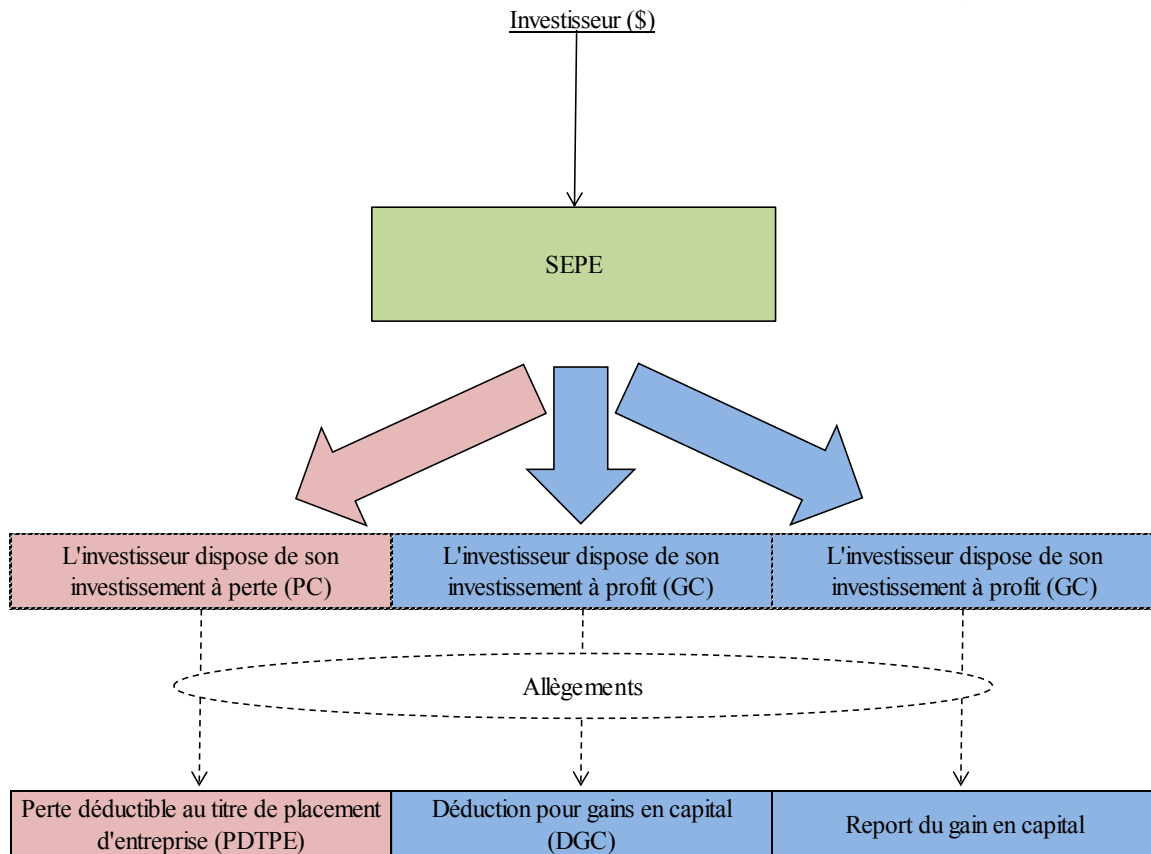 Investisseur ($)
SEPE
L'investisseur dispose de son
investissement à perte (PC)
L'investisseur dispose de son
investissement à profit (GC)
L'investisseur dispose de son
investissement à profit (GC)
Allègements
Perte déductible au titre de placement
d'entreprise (PDTPE)
Déduction pour gains en capital
(DGC)
Report du gain en capital